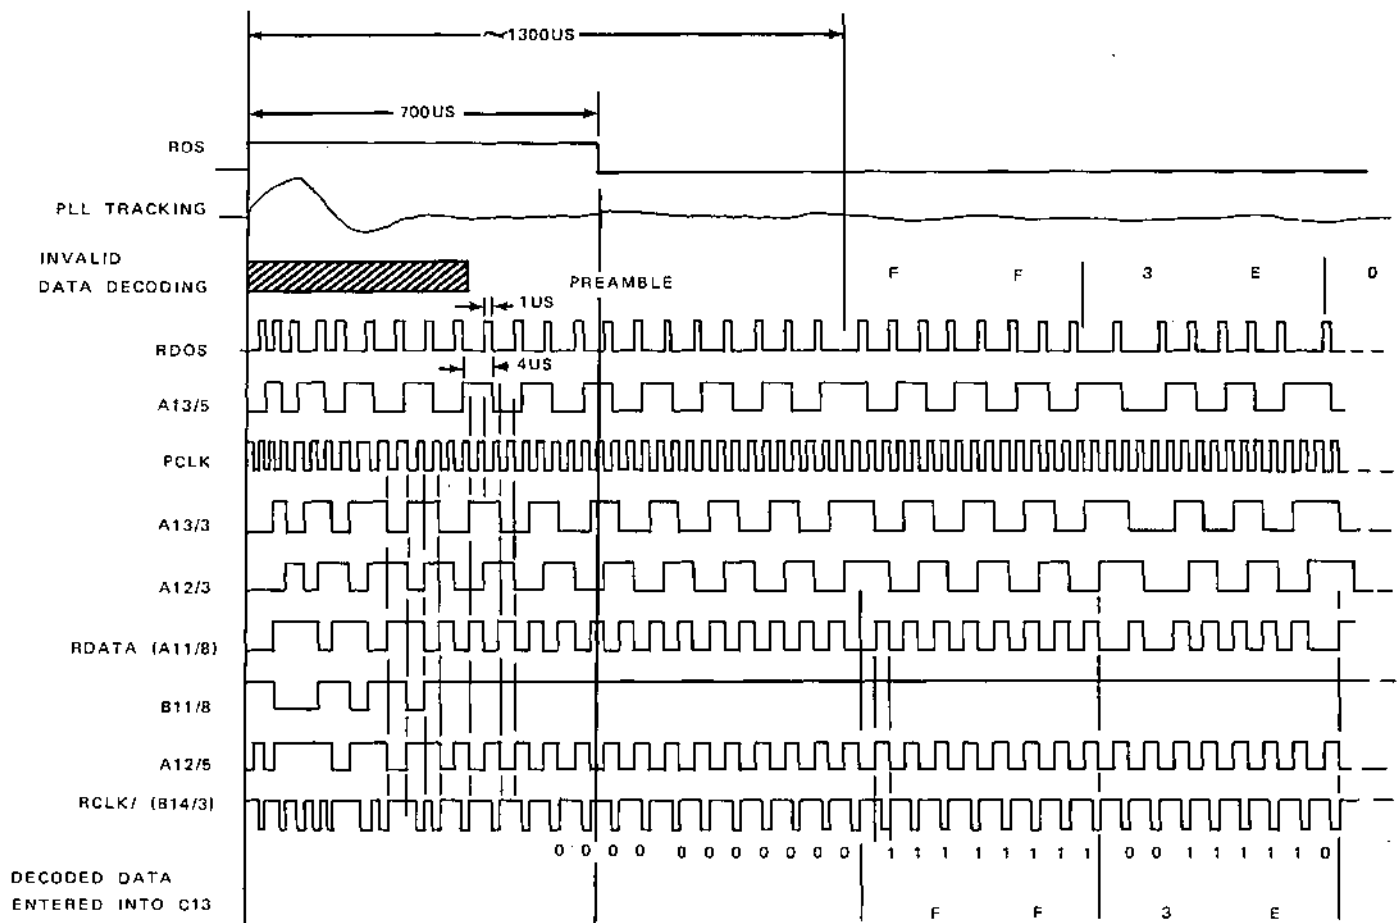 ~1300US
700US
ROS
PLL TRACKING
INVALID
DATA DECODING
PREAMBLE
F F 3 E 0
1US
RDOS
4US
A13/5
PCLK
A13/3
A12/3
RDATA (A11/8)
B11/8
A12/5
RCLK/ (B14/3)
0 0 0 0 0 0 0 0 0 0 0 1 1 1 1 1 1 1 1 0 0 1 1 1 1 1 0
DECODED DATA
ENTERED INTO C13
F F 3 E